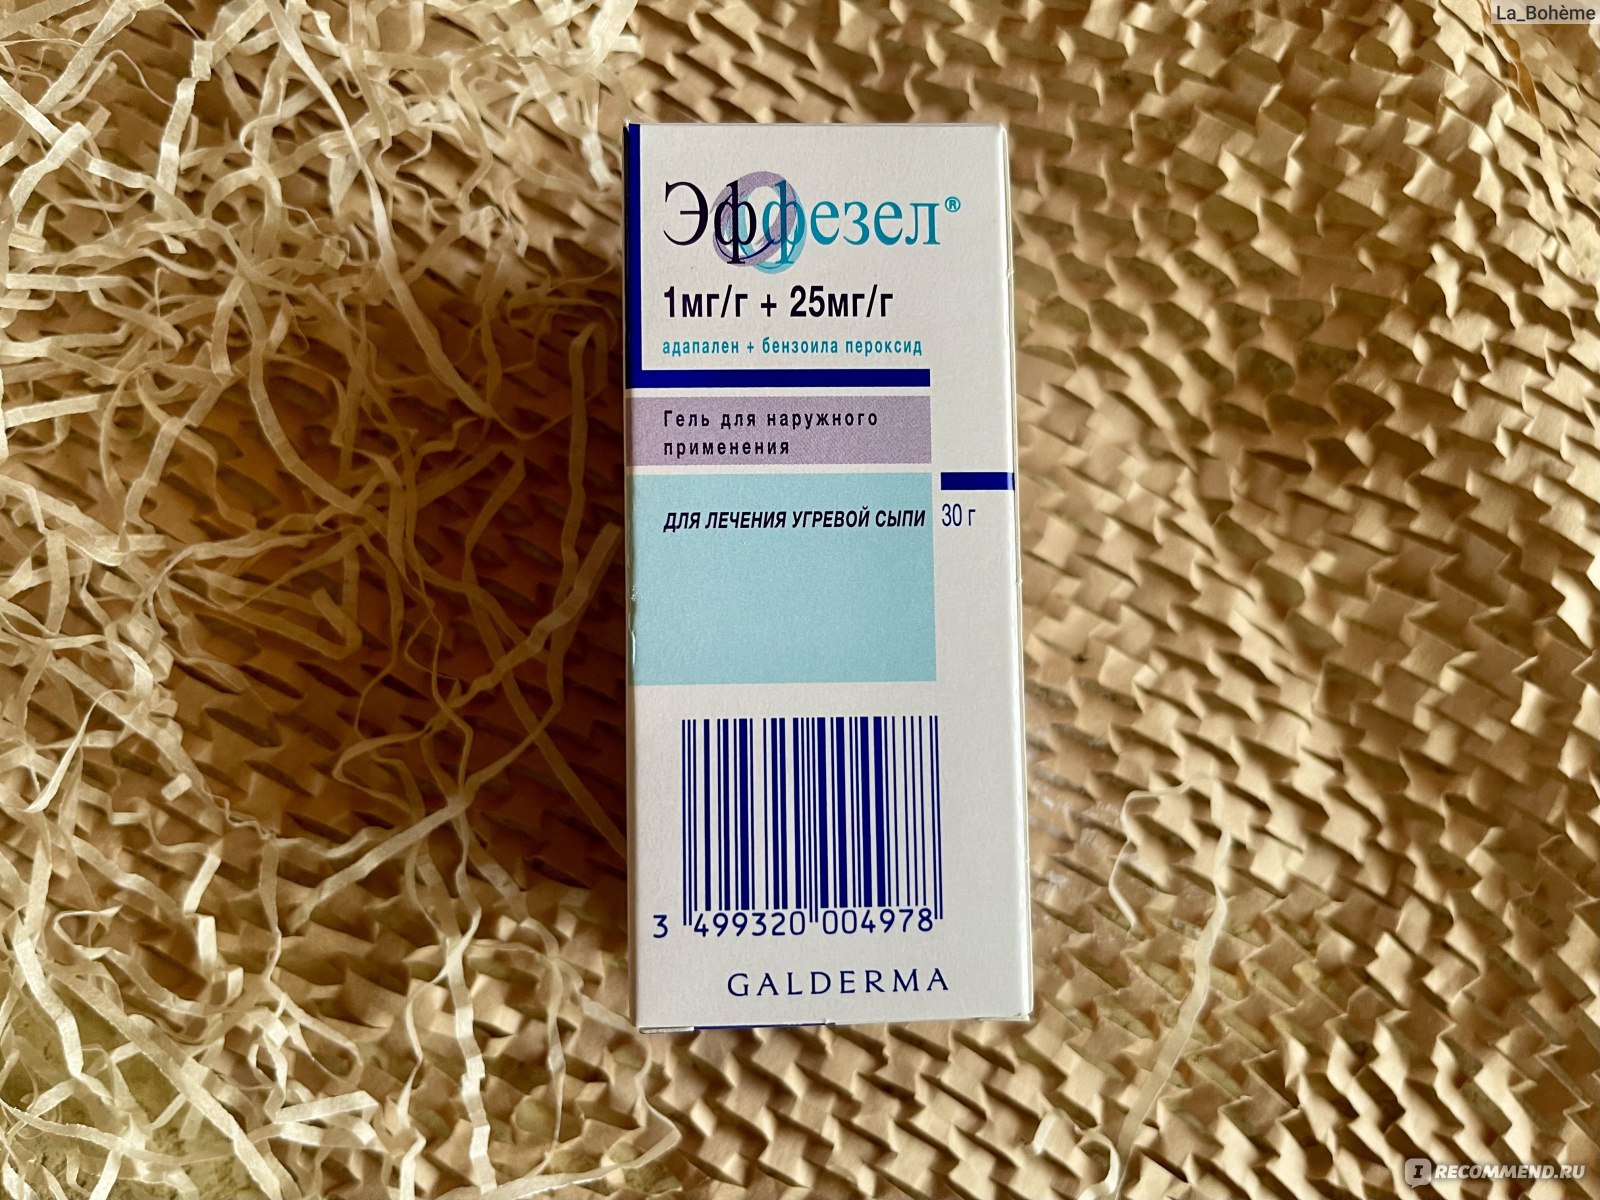 La_Bohème
Эффезел®
1мг/г + 25мг/г
адапален + бензоила пероксид
Гель для наружного
применения
ДЛЯ ЛЕЧЕНИЯ УГРЕВОЙ СЫПИ
30 г
3 499320 004978
GALDERMA
I RECOMMEND.RU